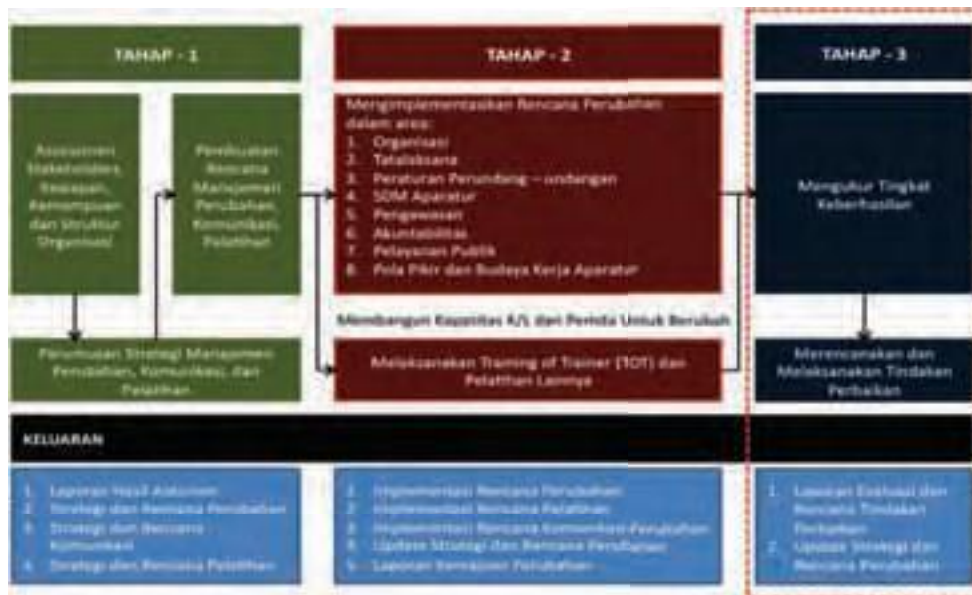 TAHAP - 1
Asessmen
Stakeholders,
Kesiapan,
Kemampuan
dan Struktur
Organisasi
Pembuatan
Rencana
Manajemen
Perubahan,
Komunikasi,
Pelatihan
Perumusan Strategi Manajemen
Perubahan, Komunikasi, dan
Pelatihan
TAHAP - 2
Mengimplementasikan Rencana Perubahan
dalam area:
1. Organisasi
2. Tatalaksana
3. Peraturan Perundang – undangan
4. SDM Aparatur
5. Pengawasan
6. Akuntabilitas
7. Pelayanan Publik
8. Pola Pikir dan Budaya Kerja Aparatur
Membangun Kapasitas K/L dan Pemda Untuk Berubah
Melaksanakan Training of Trainer (TOT) dan
Pelatihan Lainnya
TAHAP - 3
Mengukur Tingkat
Keberhasilan
Merencanakan dan
Melaksanakan Tindakan
Perbaikan
KELUARAN
1. Laporan Hasil
2. Strategi dan Rencana Perubahan
3. Strategi dan Rencana
Komunikasi
4. Strategi dan Rencana Pelatihan
1. Implementasi Rencana Perubahan
2. Implementasi Rencana Pelatihan
3. Implementasi Rencana Komunikasi Perubahan
4. Update Strategi dan Rencana Perubahan
5. Laporan Kemajuan Perubahan
1. Laporan Evaluasi dan
Rencana Tindakan
Perbaikan
2. Update Strategi dan
Rencana Perubahan